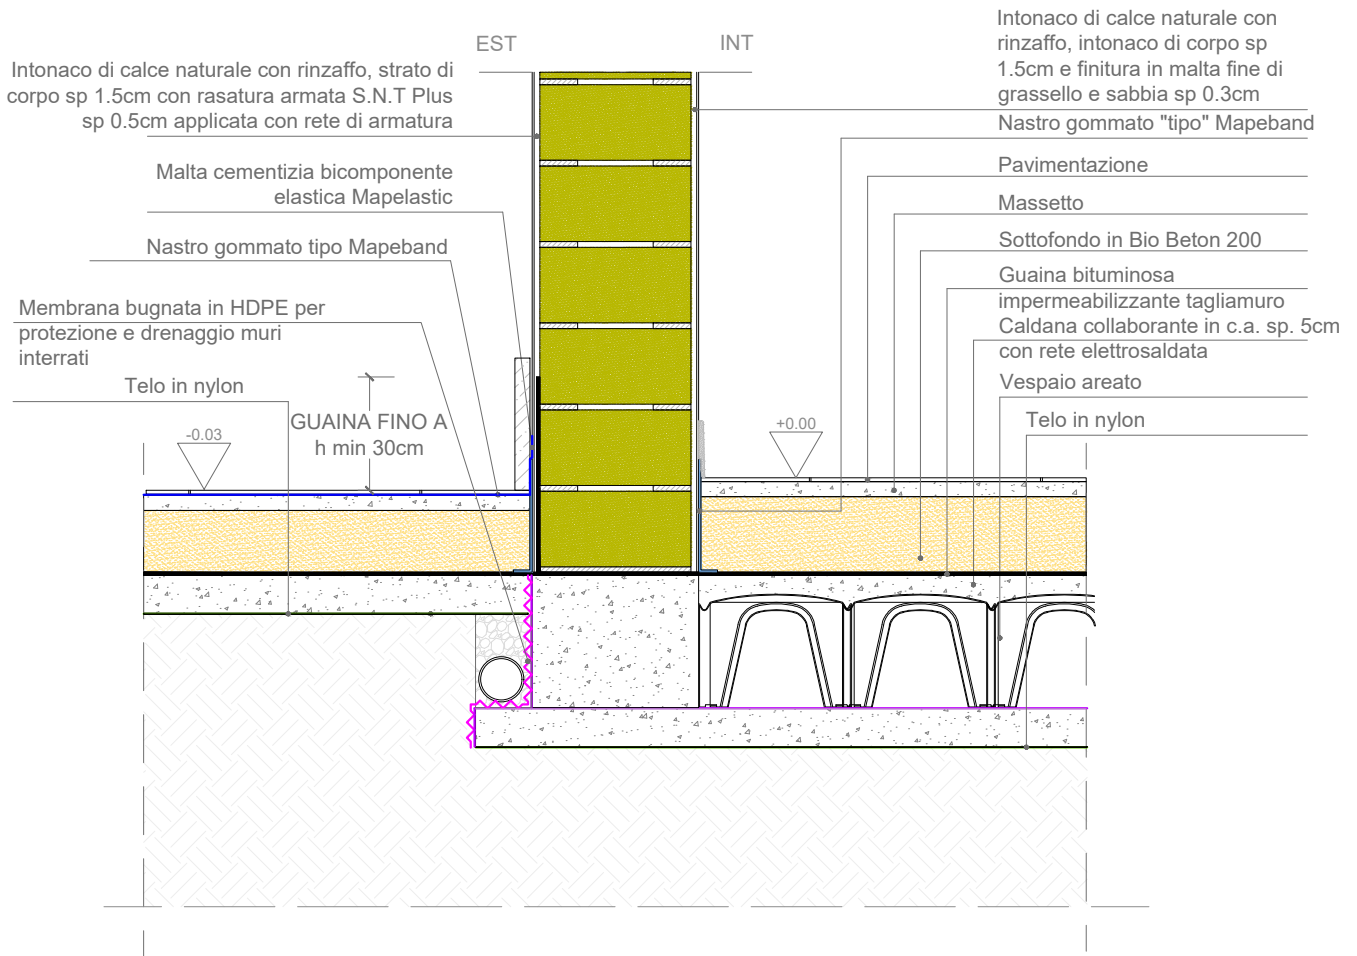 EST
INT
Intonaco di calce naturale con rinzaffo, strato di
corpo sp 1.5cm con rasatura armata S.N.T Plus
sp 0.5cm applicata con rete di armatura
Malta cementizia bicomponente
elastica Mapelastic
Nastro gommato tipo Mapeband
Membrana bugnata in HDPE per
protezione e drenaggio muri
interrati
Telo in nylon
GUAINA FINO A
h min 30cm
-0.03
Intonaco di calce naturale con
rinzaffo, intonaco di corpo sp
1.5cm e finitura in malta fine di
grassello e sabbia sp 0.3cm
Nastro gommato "tipo" Mapeband
Pavimentazione
Massetto
Sottofondo in Bio Beton 200
Guaina bituminosa
impermeabilizzante tagliamuro
Caldana collaborante in c.a. sp. 5cm
con rete elettrosaldata
Vespaio areato
Telo in nylon
+0.00